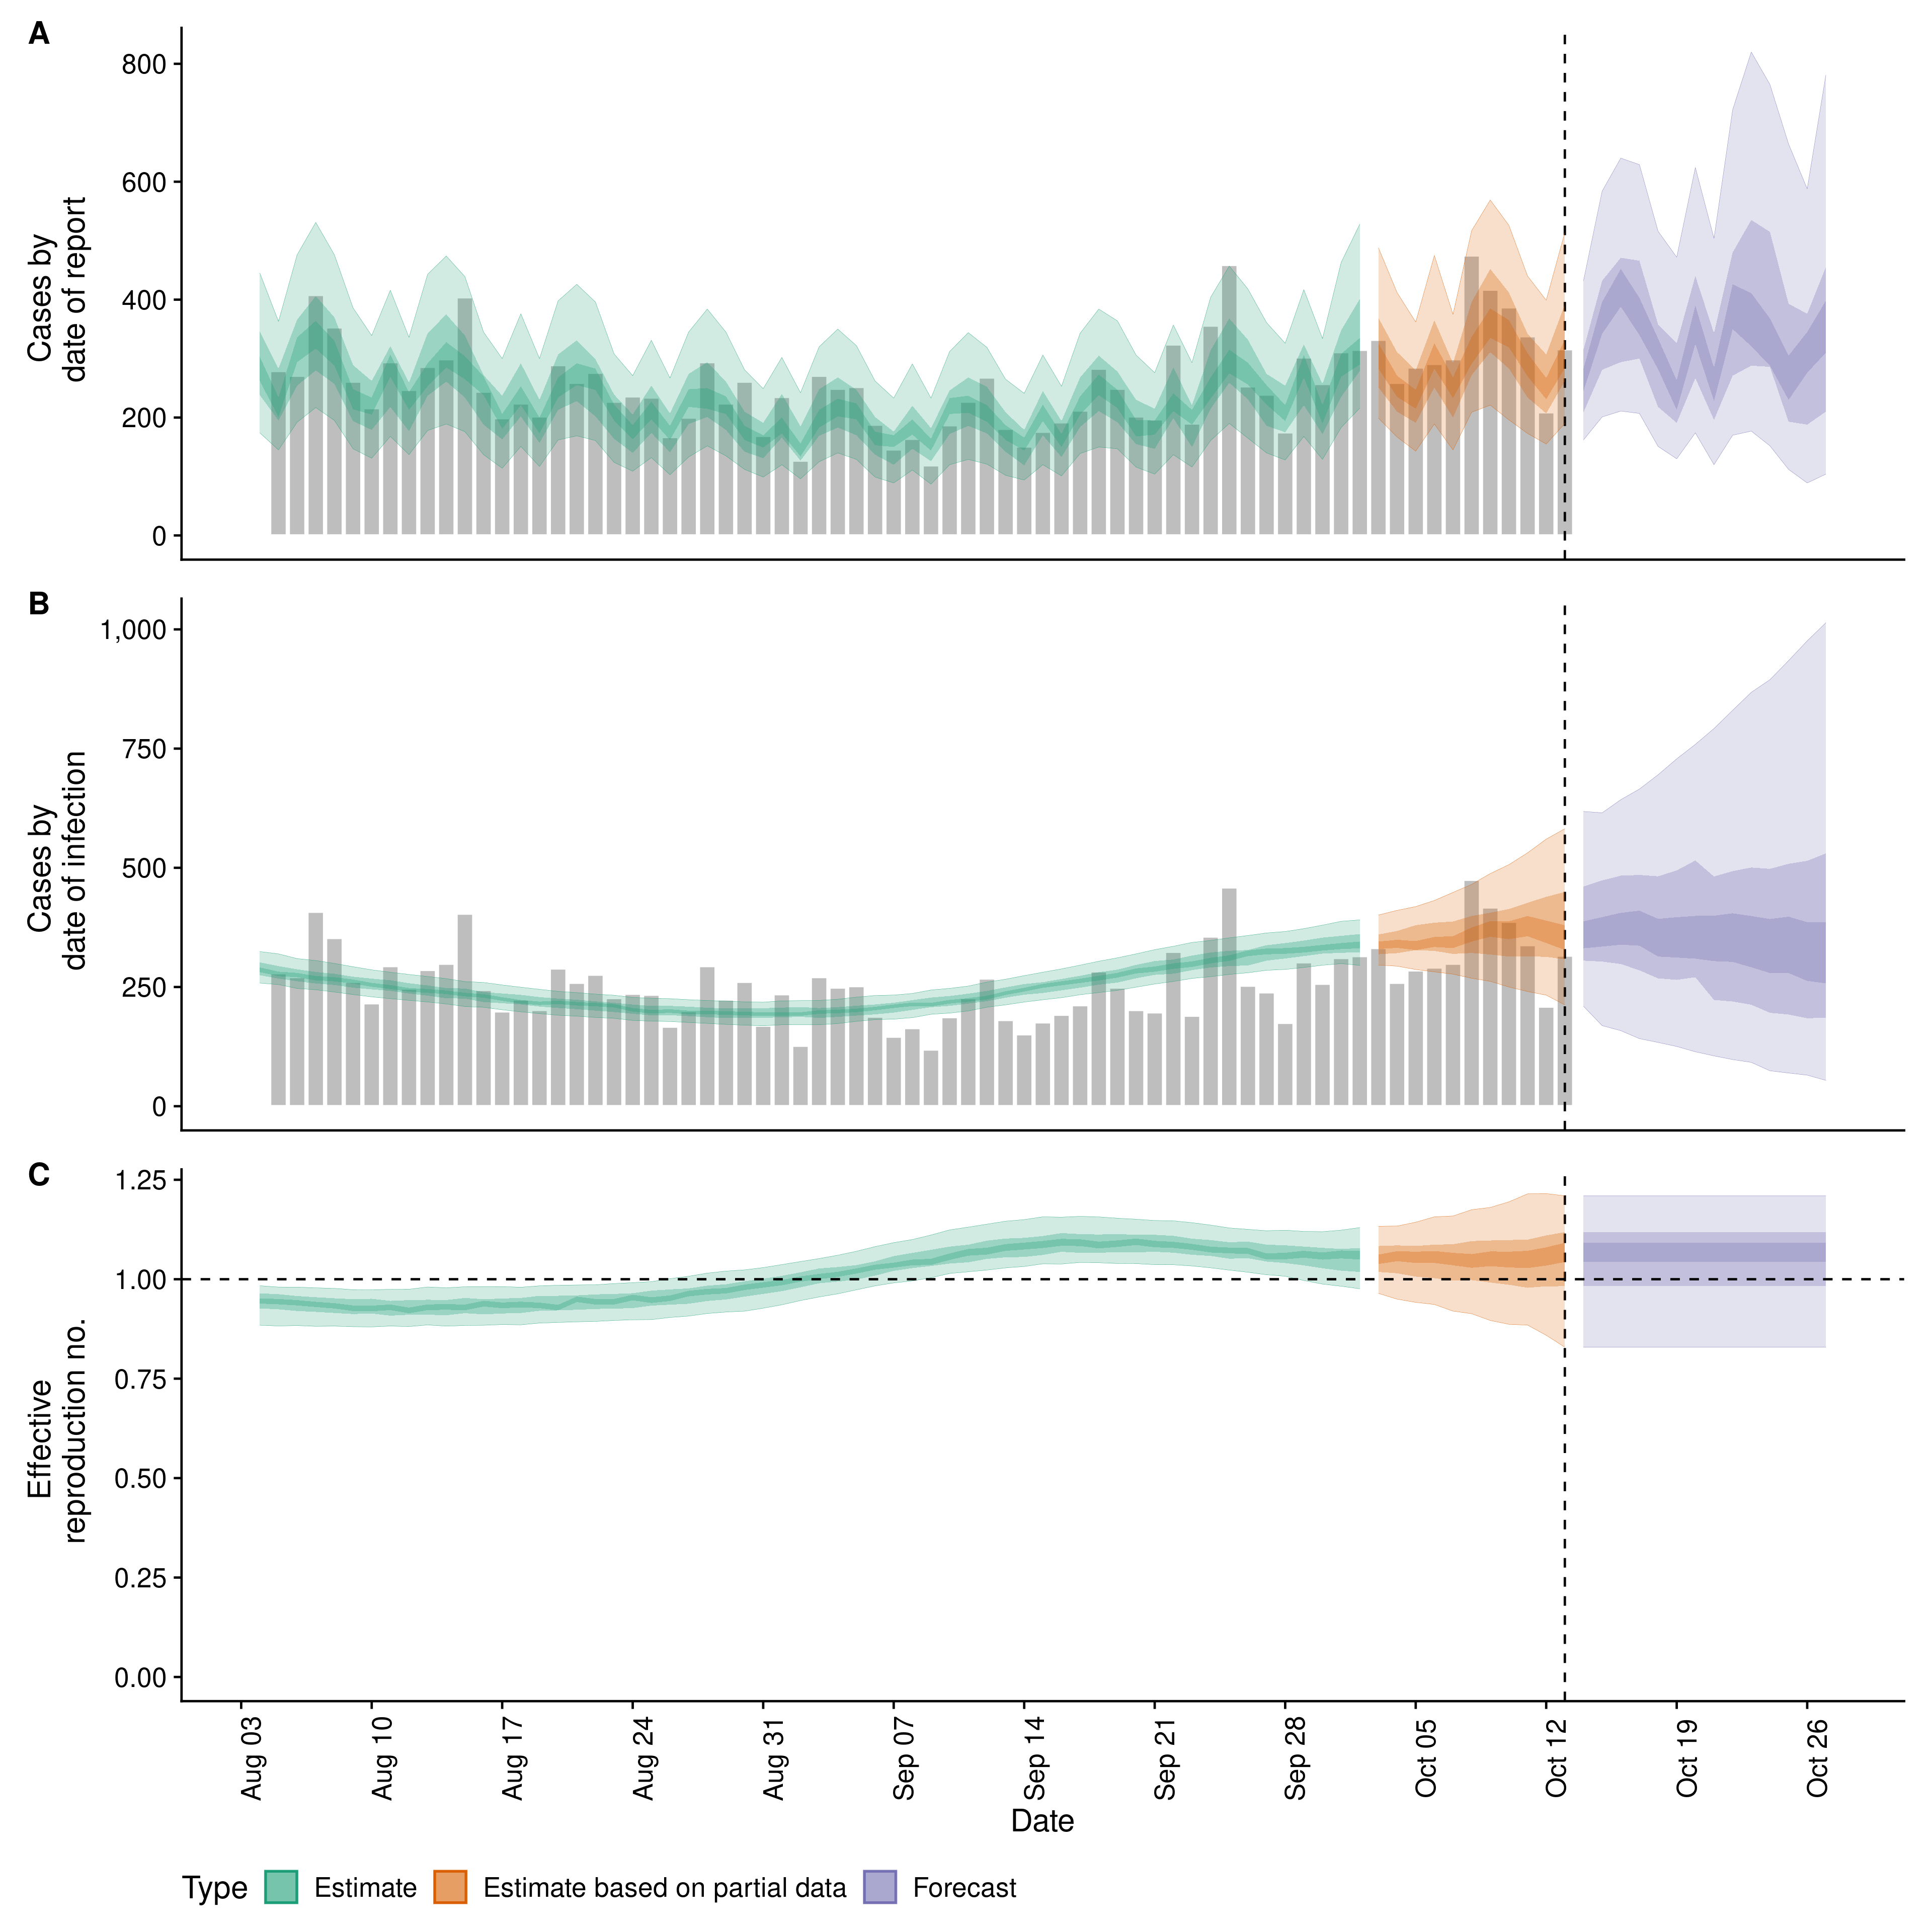 A
800
600
400
200
0
Cases by
date of report
B
1,000
750
500
250
0
Cases by
date of infection
C
1.25
1.00
0.75
0.50
0.25
0.00
Effective
reproduction no.
Aug 03
Aug 10
Aug 17
Aug 24
Aug 31
Sep 07
Sep 14
Sep 21
Sep 28
Oct 05
Oct 12
Oct 19
Oct 26
Date
Type Estimate Estimate based on partial data Forecast